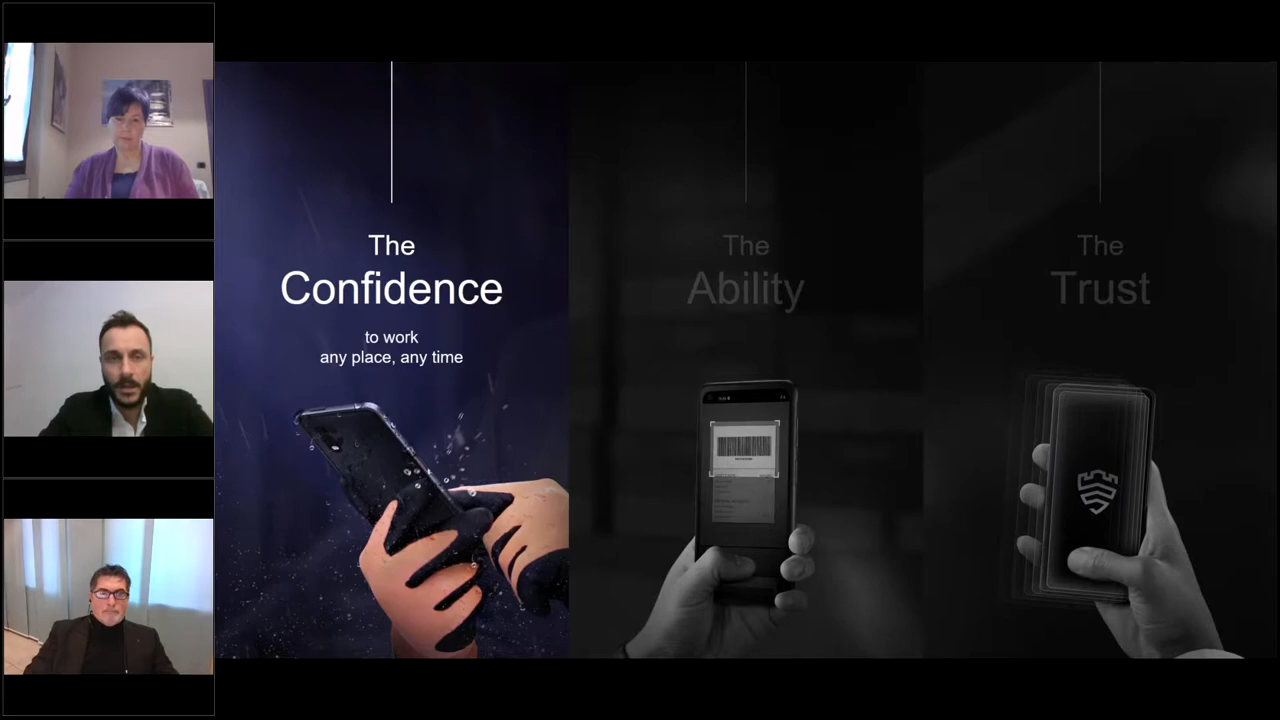 The
Confidence
to work
any place, any time
The
Ability
The
Trust